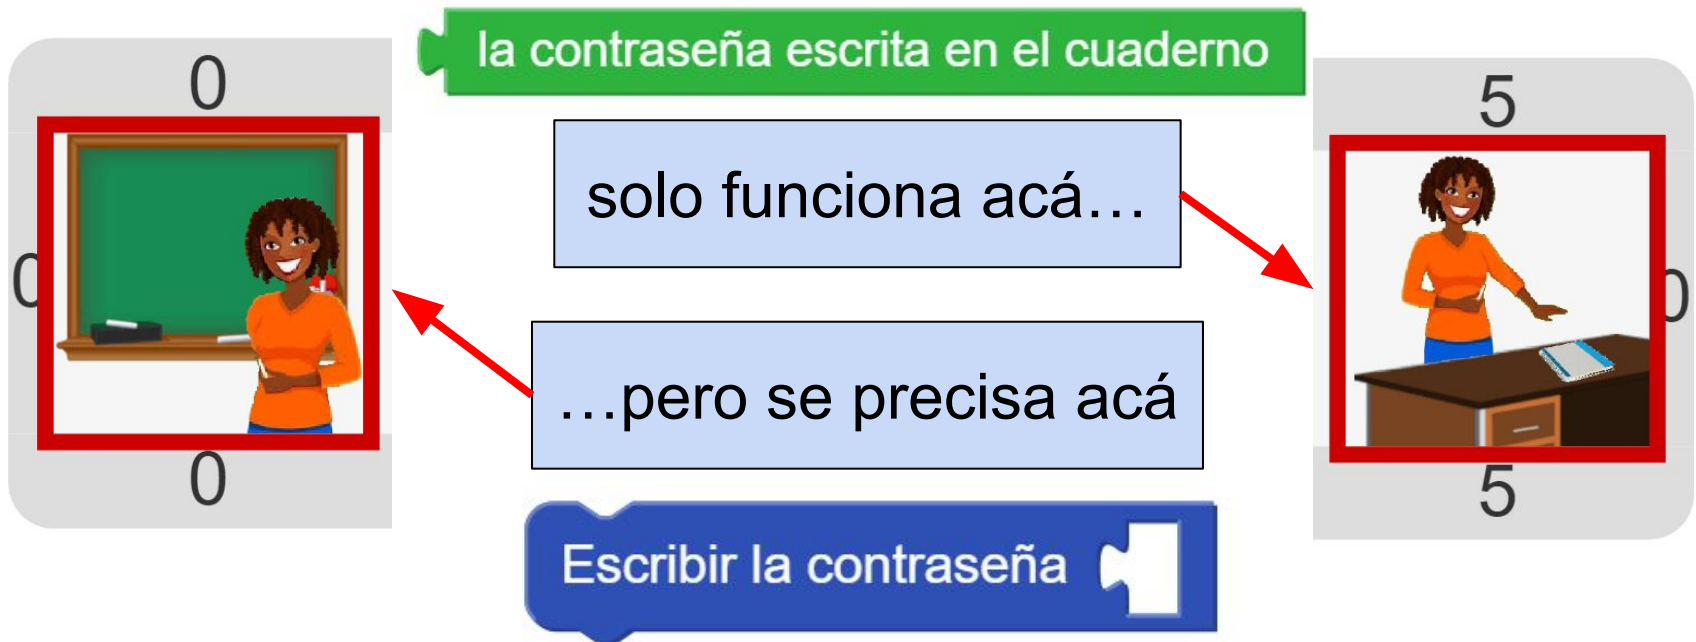 la contraseña escrita en el cuaderno
0
5
solo funciona acá…
0
0
…pero se precisa acá
0
5
Escribir la contraseña